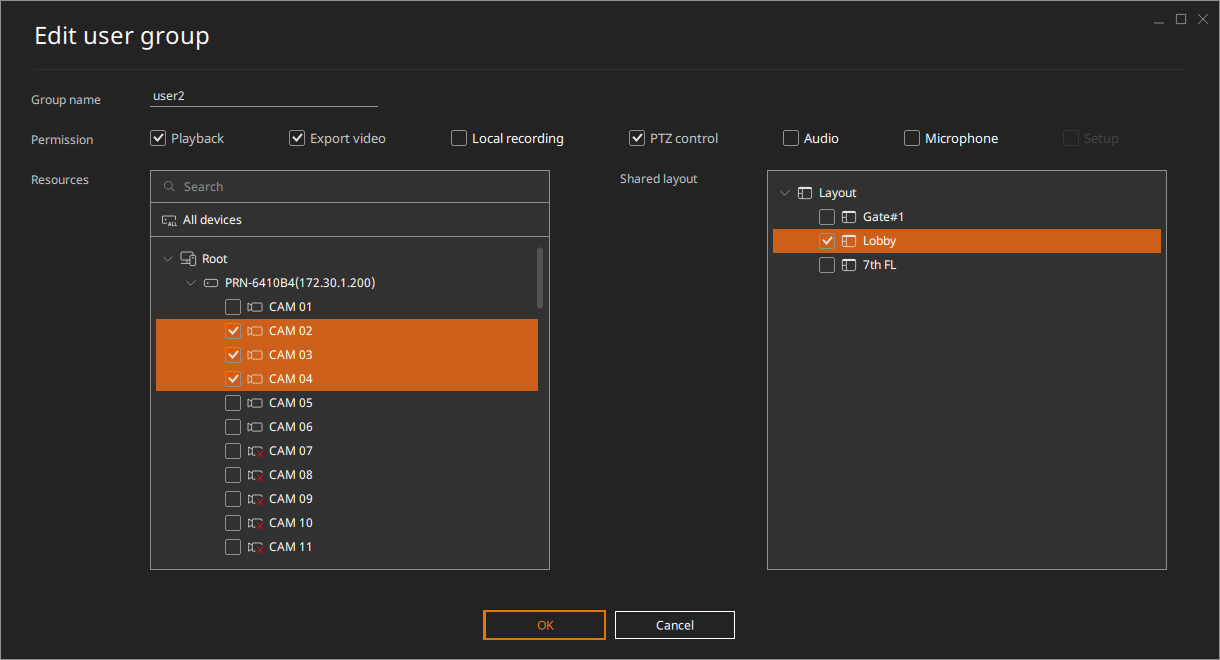 Edit user group
Group name user2
Permission Playback Export video Local recording PTZ control Audio Microphone Setup
Resources Search Shared layout
ALL All devices
Root
PRN-6410B4(172.30.1.200)
CAM 01
CAM 02
CAM 03
CAM 04
CAM 05
CAM 06
CAM 07
CAM 08
CAM 09
CAM 10
CAM 11
Layout
Gate#1
Lobby
7th FL
OK Cancel